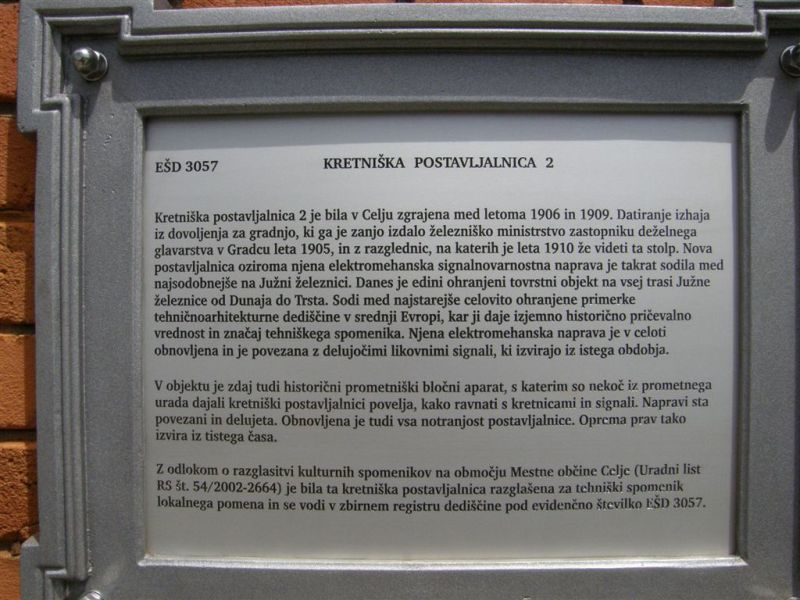 EŠD 3057
KRETNIŠKA POSTAVLJALNICA 2
Kretniška postavljalnica 2 je bila v Celju zgrajena med letoma 1906 in 1909. Datiranje izhaja
iz dovoljenja za gradnjo, ki ga je zanjo izdalo železniško ministrstvo zastopniku deželnega
glavarstva v Gradcu leta 1905, in z razglednic, na katerih je leta 1910 že videti ta stolp. Nova
postavljalnica oziroma njena elektromehanska signalnovarnostna naprava je takrat sodila med
najsodobnejše na Južni železnici. Danes je edini ohranjeni tovrstni objekt na vsej trasi Južne
železnice od Dunaja do Trsta. Sodi med najstarejše celovito ohranjene primerke
tehničnoarhitekturne dediščine v srednji Evropi, kar ji daje izjemno historično pričevalno
vrednost in značaj tehniškega spomenika. Njena elektromehanska naprava je v celoti
obnovljena in je povezana z delujočimi likovnimi signali, ki izvirajo iz istega obdobja.
V objektu je zdaj tudi historični prometniški bločni aparat, s katerim so nekoč iz prometnega
urada dajali kretniški postavljalnici povelja, kako ravnati s kretnicami in signali. Napravi sta
povezani in delujeta. Obnovljena je tudi vsa notranjost postavljalnice. Oprema prav tako
izvira iz tistega časa.
Z odlokom o razglasitvi kulturnih spomenikov na območju Mestne občine Celje (Uradni list
RS št. 54/2002-2664) je bila ta kretniška postavljalnica razglašena za tehniški spomenik
lokalnega pomena in se vodi v zbirnem registru dediščine pod evidenčno številko EŠD 3057.